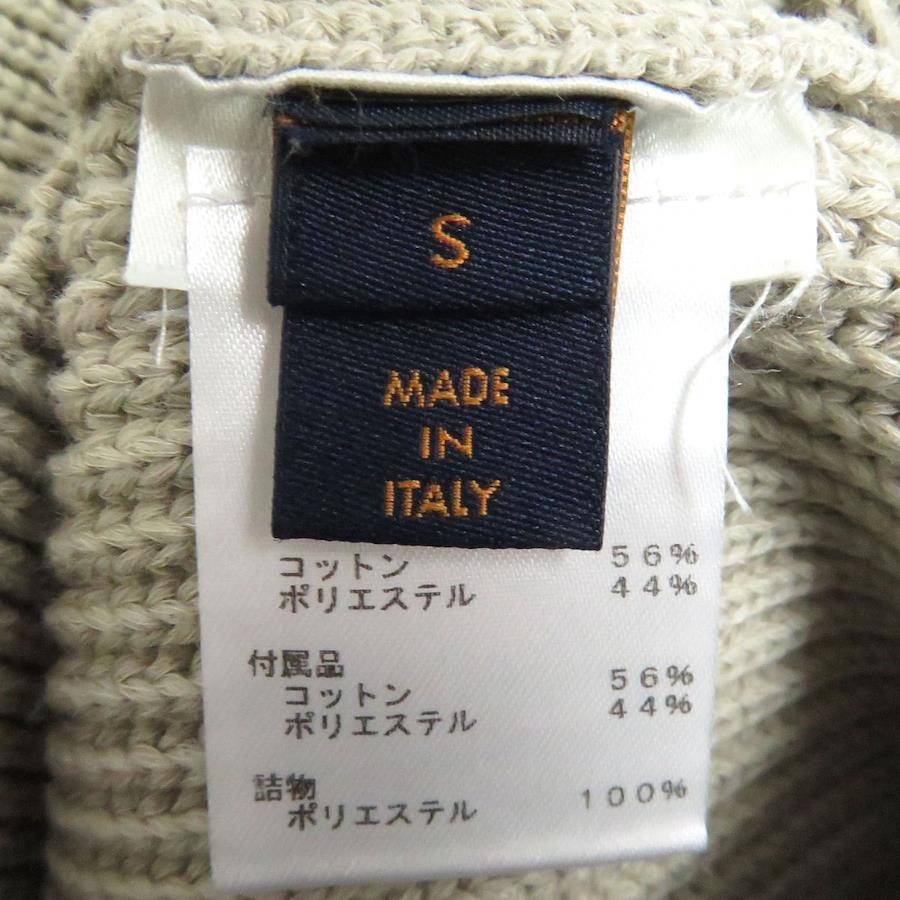 S
MADE
IN
ITALY
コットン 56%
ポリエステル 44%
付属品
コットン 56%
ポリエステル 44%
詰物
ポリエステル 100%